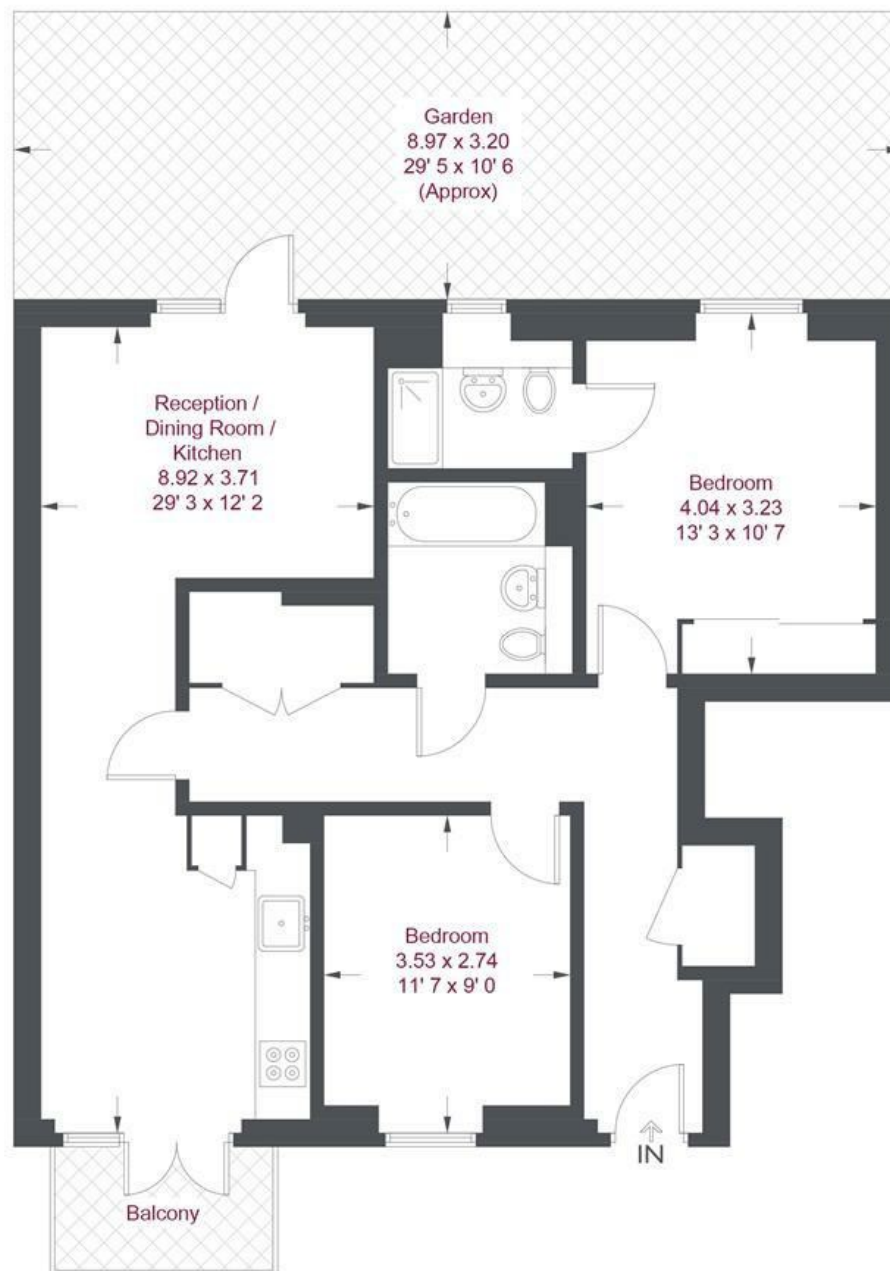 Garden
8.97 x 3.20
29' 5 x 10' 6
(Approx)
Reception /
Dining Room /
Kitchen
8.92 x 3.71
29' 3 x 12' 2
Bedroom
4.04 x 3.23
13' 3 x 10' 7
Bedroom
3.53 x 2.74
11' 7 x 9' 0
IN
Balcony